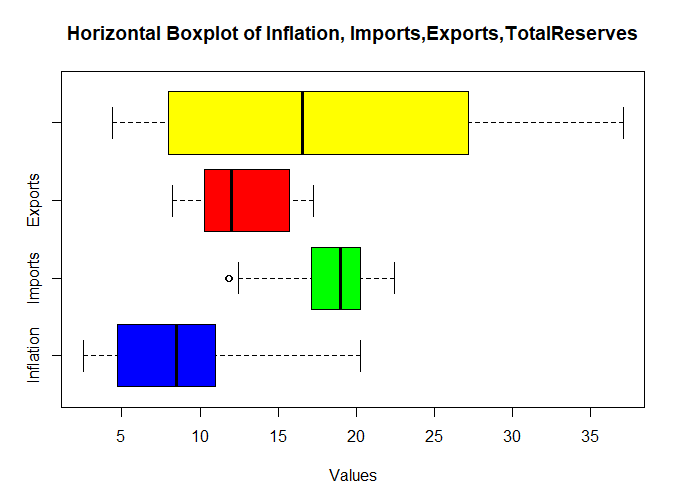 Horizontal Boxplot of Inflation, Imports,Exports,TotalReserves
Exports
Imports
Inflation
5 10 15 20 25 30 35
Values